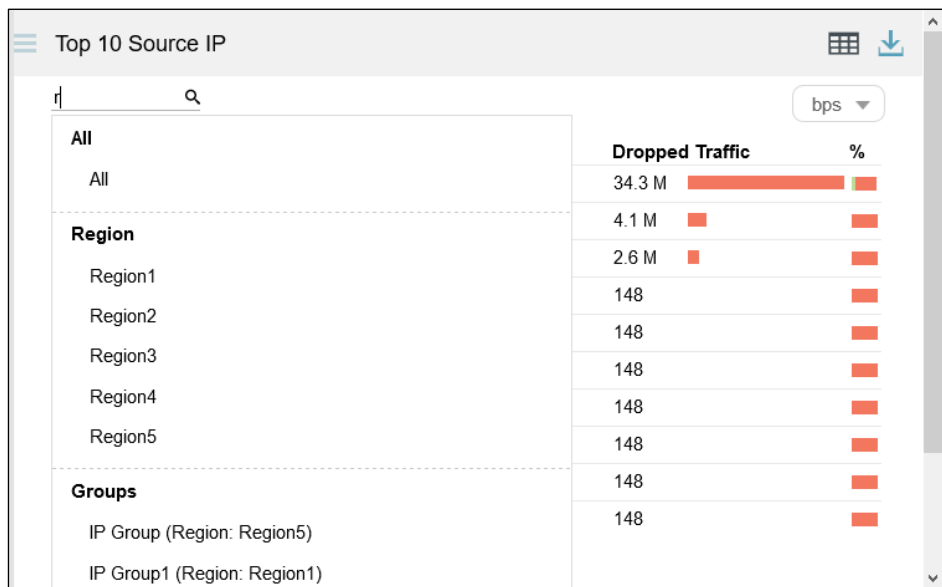 Top 10 Source IP
r
bps
All
All
Region
Region1
Region2
Region3
Region4
Region5
Groups
IP Group (Region: Region5)
IP Group1 (Region: Region1)
Dropped Traffic %
34.3 M
4.1 M
2.6 M
148
148
148
148
148
148
148